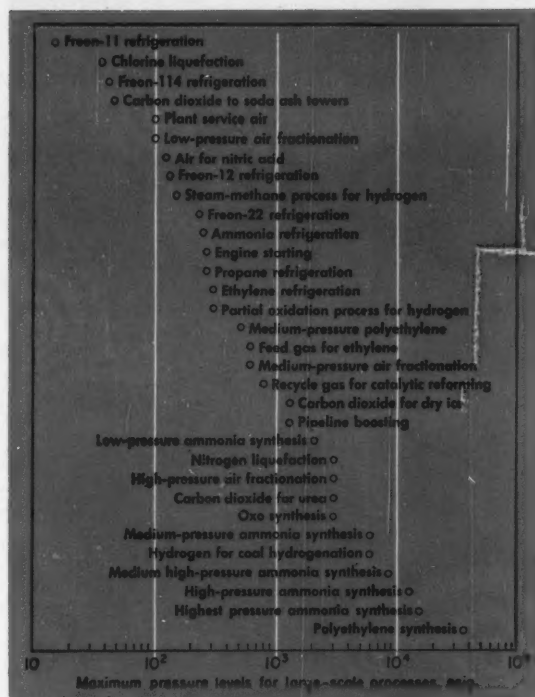 Freon-11 refrigeration
Chlorine liquefaction
Freon-114 refrigeration
Carbon dioxide to soda ash towers
Plant service air
Low-pressure air fractionation
Air for nitric acid
Freon-12 refrigeration
Steam-methane process for hydrogen
Freon-22 refrigeration
Ammonia refrigeration
Engine starting
Propane refrigeration
Ethylene refrigeration
Partial oxidation process for hydrogen
Medium-pressure polyethylene
Feed gas for ethylene
Medium-pressure air fractionation
Recycle gas for catalytic reforming
Carbon dioxide for dry ice
Pipeline boosting
Low-pressure ammonia synthesis
Nitrogen liquefaction
High-pressure air fractionation
Carbon dioxide for urea
Oxo synthesis
Medium-pressure ammonia synthesis
Hydrogen for coal hydrogenation
Medium high-pressure ammonia synthesis
High-pressure ammonia synthesis
Highest pressure ammonia synthesis
Polyethylene synthesis
10 10² 10³ 10⁴ 10⁵
Maximum pressure levels for large-scale processes, psia